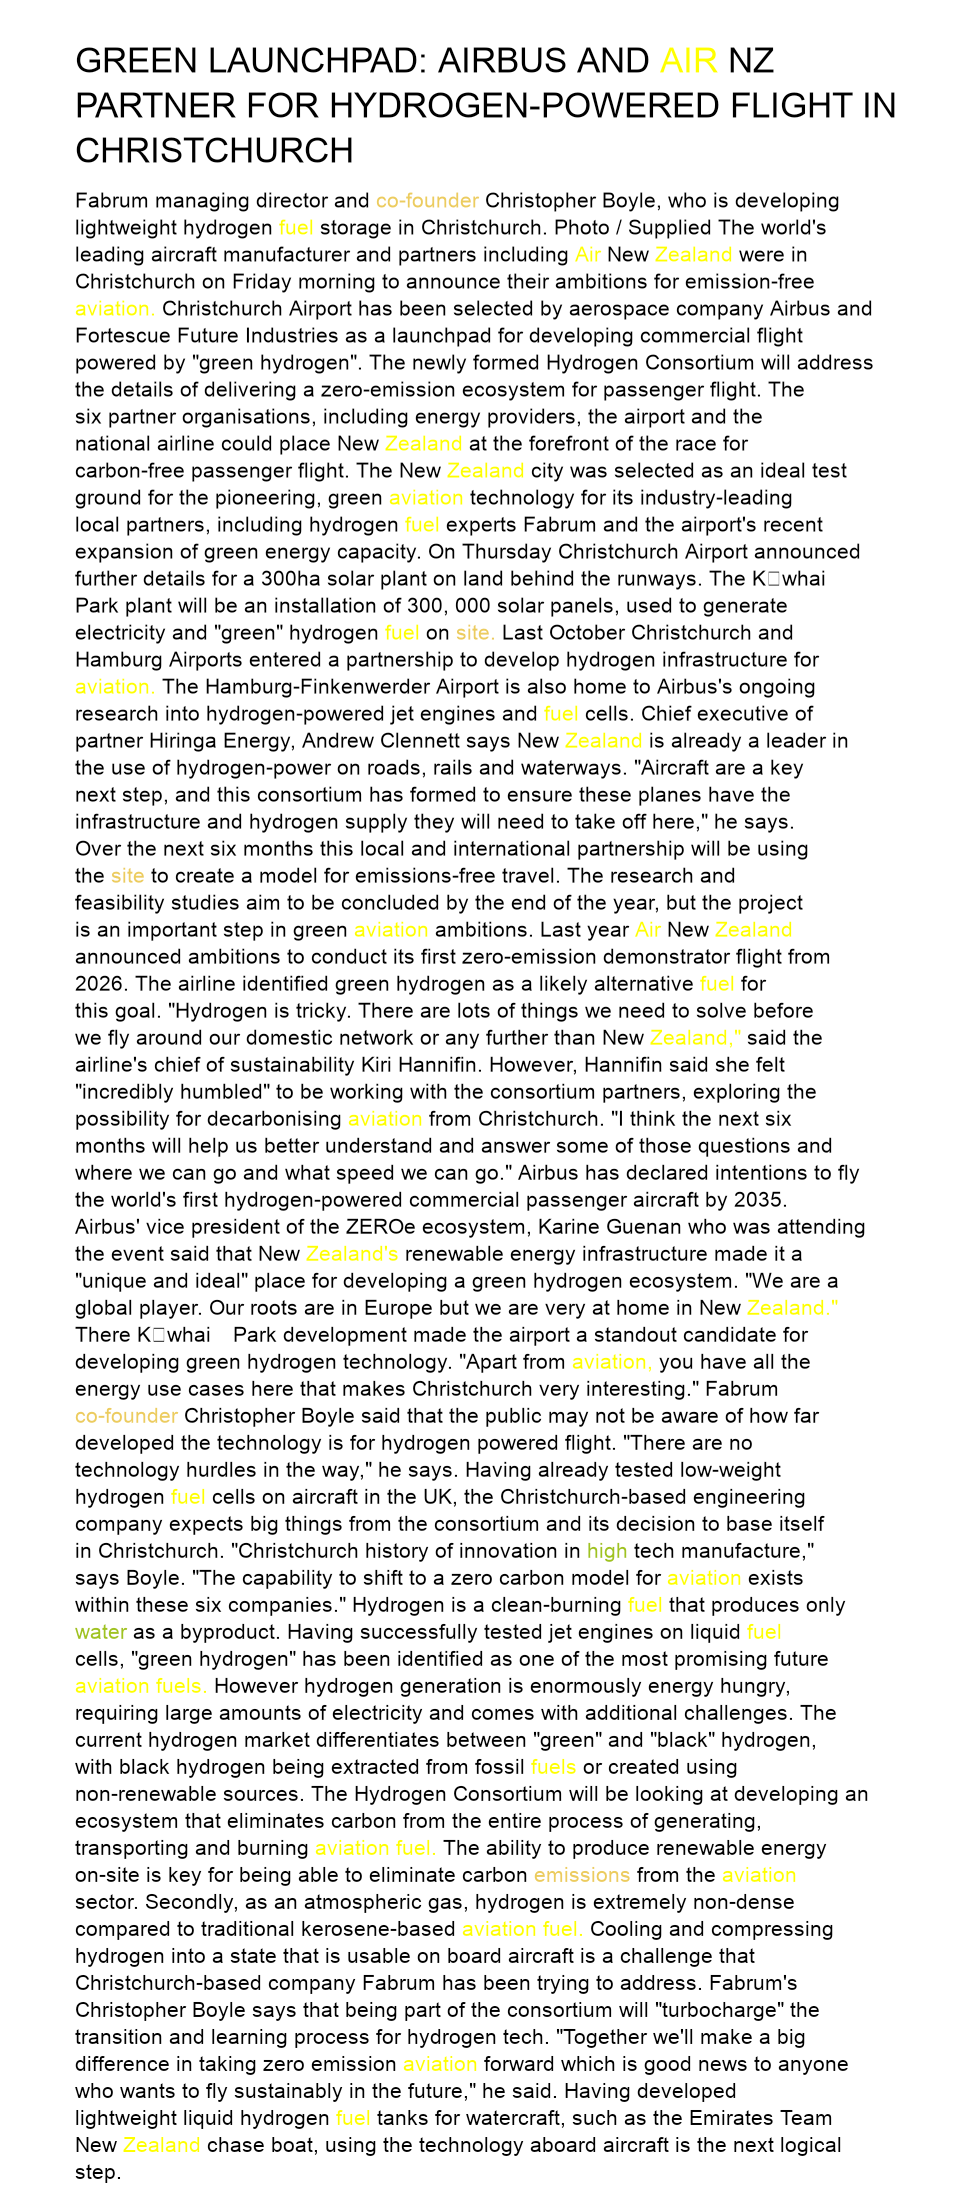 GREEN LAUNCHPAD: AIRBUS AND AIR NZ
PARTNER FOR HYDROGEN-POWERED FLIGHT IN
CHRISTCHURCH
Fabrum managing director and co-founder Christopher Boyle, who is developing
lightweight hydrogen fuel storage in Christchurch. Photo / Supplied The world's
leading aircraft manufacturer and partners including Air New Zealand were in
Christchurch on Friday morning to announce their ambitions for emission-free
aviation. Christchurch Airport has been selected by aerospace company Airbus and
Fortescue Future Industries as a launchpad for developing commercial flight
powered by "green hydrogen". The newly formed Hydrogen Consortium will address
the details of delivering a zero-emission ecosystem for passenger flight. The
six partner organisations, including energy providers, the airport and the
national airline could place New Zealand at the forefront of the race for
carbon-free passenger flight. The New Zealand city was selected as an ideal test
ground for the pioneering, green aviation technology for its industry-leading
local partners, including hydrogen fuel experts Fabrum and the airport's recent
expansion of green energy capacity. On Thursday Christchurch Airport announced
further details for a 300ha solar plant on land behind the runways. The K□whai
Park plant will be an installation of 300, 000 solar panels, used to generate
electricity and "green" hydrogen fuel on site. Last October Christchurch and
Hamburg Airports entered a partnership to develop hydrogen infrastructure for
aviation. The Hamburg-Finkenwerder Airport is also home to Airbus's ongoing
research into hydrogen-powered jet engines and fuel cells. Chief executive of
partner Hiringa Energy, Andrew Clennett says New Zealand is already a leader in
the use of hydrogen-power on roads, rails and waterways. "Aircraft are a key
next step, and this consortium has formed to ensure these planes have the
infrastructure and hydrogen supply they will need to take off here," he says.
Over the next six months this local and international partnership will be using
the site to create a model for emissions-free travel. The research and
feasibility studies aim to be concluded by the end of the year, but the project
is an important step in green aviation ambitions. Last year Air New Zealand
announced ambitions to conduct its first zero-emission demonstrator flight from
2026. The airline identified green hydrogen as a likely alternative fuel for
this goal. "Hydrogen is tricky. There are lots of things we need to solve before
we fly around our domestic network or any further than New Zealand," said the
airline's chief of sustainability Kiri Hannifin. However, Hannifin said she felt
"incredibly humbled" to be working with the consortium partners, exploring the
possibility for decarbonising aviation from Christchurch. "I think the next six
months will help us better understand and answer some of those questions and
where we can go and what speed we can go." Airbus has declared intentions to fly
the world's first hydrogen-powered commercial passenger aircraft by 2035.
Airbus' vice president of the ZEROe ecosystem, Karine Guenan who was attending
the event said that New Zealand's renewable energy infrastructure made it a
"unique and ideal" place for developing a green hydrogen ecosystem. "We are a
global player. Our roots are in Europe but we are very at home in New Zealand."
There K□whai Park development made the airport a standout candidate for
developing green hydrogen technology. "Apart from aviation, you have all the
energy use cases here that makes Christchurch very interesting." Fabrum
co-founder Christopher Boyle said that the public may not be aware of how far
developed the technology is for hydrogen powered flight. "There are no
technology hurdles in the way," he says. Having already tested low-weight
hydrogen fuel cells on aircraft in the UK, the Christchurch-based engineering
company expects big things from the consortium and its decision to base itself
in Christchurch. "Christchurch history of innovation in high tech manufacture,"
says Boyle. "The capability to shift to a zero carbon model for aviation exists
within these six companies." Hydrogen is a clean-burning fuel that produces only
water as a byproduct. Having successfully tested jet engines on liquid fuel
cells, "green hydrogen" has been identified as one of the most promising future
aviation fuels. However hydrogen generation is enormously energy hungry,
requiring large amounts of electricity and comes with additional challenges. The
current hydrogen market differentiates between "green" and "black" hydrogen,
with black hydrogen being extracted from fossil fuels or created using
non-renewable sources. The Hydrogen Consortium will be looking at developing an
ecosystem that eliminates carbon from the entire process of generating,
transporting and burning aviation fuel. The ability to produce renewable energy
on-site is key for being able to eliminate carbon emissions from the aviation
sector. Secondly, as an atmospheric gas, hydrogen is extremely non-dense
compared to traditional kerosene-based aviation fuel. Cooling and compressing
hydrogen into a state that is usable on board aircraft is a challenge that
Christchurch-based company Fabrum has been trying to address. Fabrum's
Christopher Boyle says that being part of the consortium will "turbocharge" the
transition and learning process for hydrogen tech. "Together we'll make a big
difference in taking zero emission aviation forward which is good news to anyone
who wants to fly sustainably in the future," he said. Having developed
lightweight liquid hydrogen fuel tanks for watercraft, such as the Emirates Team
New Zealand chase boat, using the technology aboard aircraft is the next logical
step.